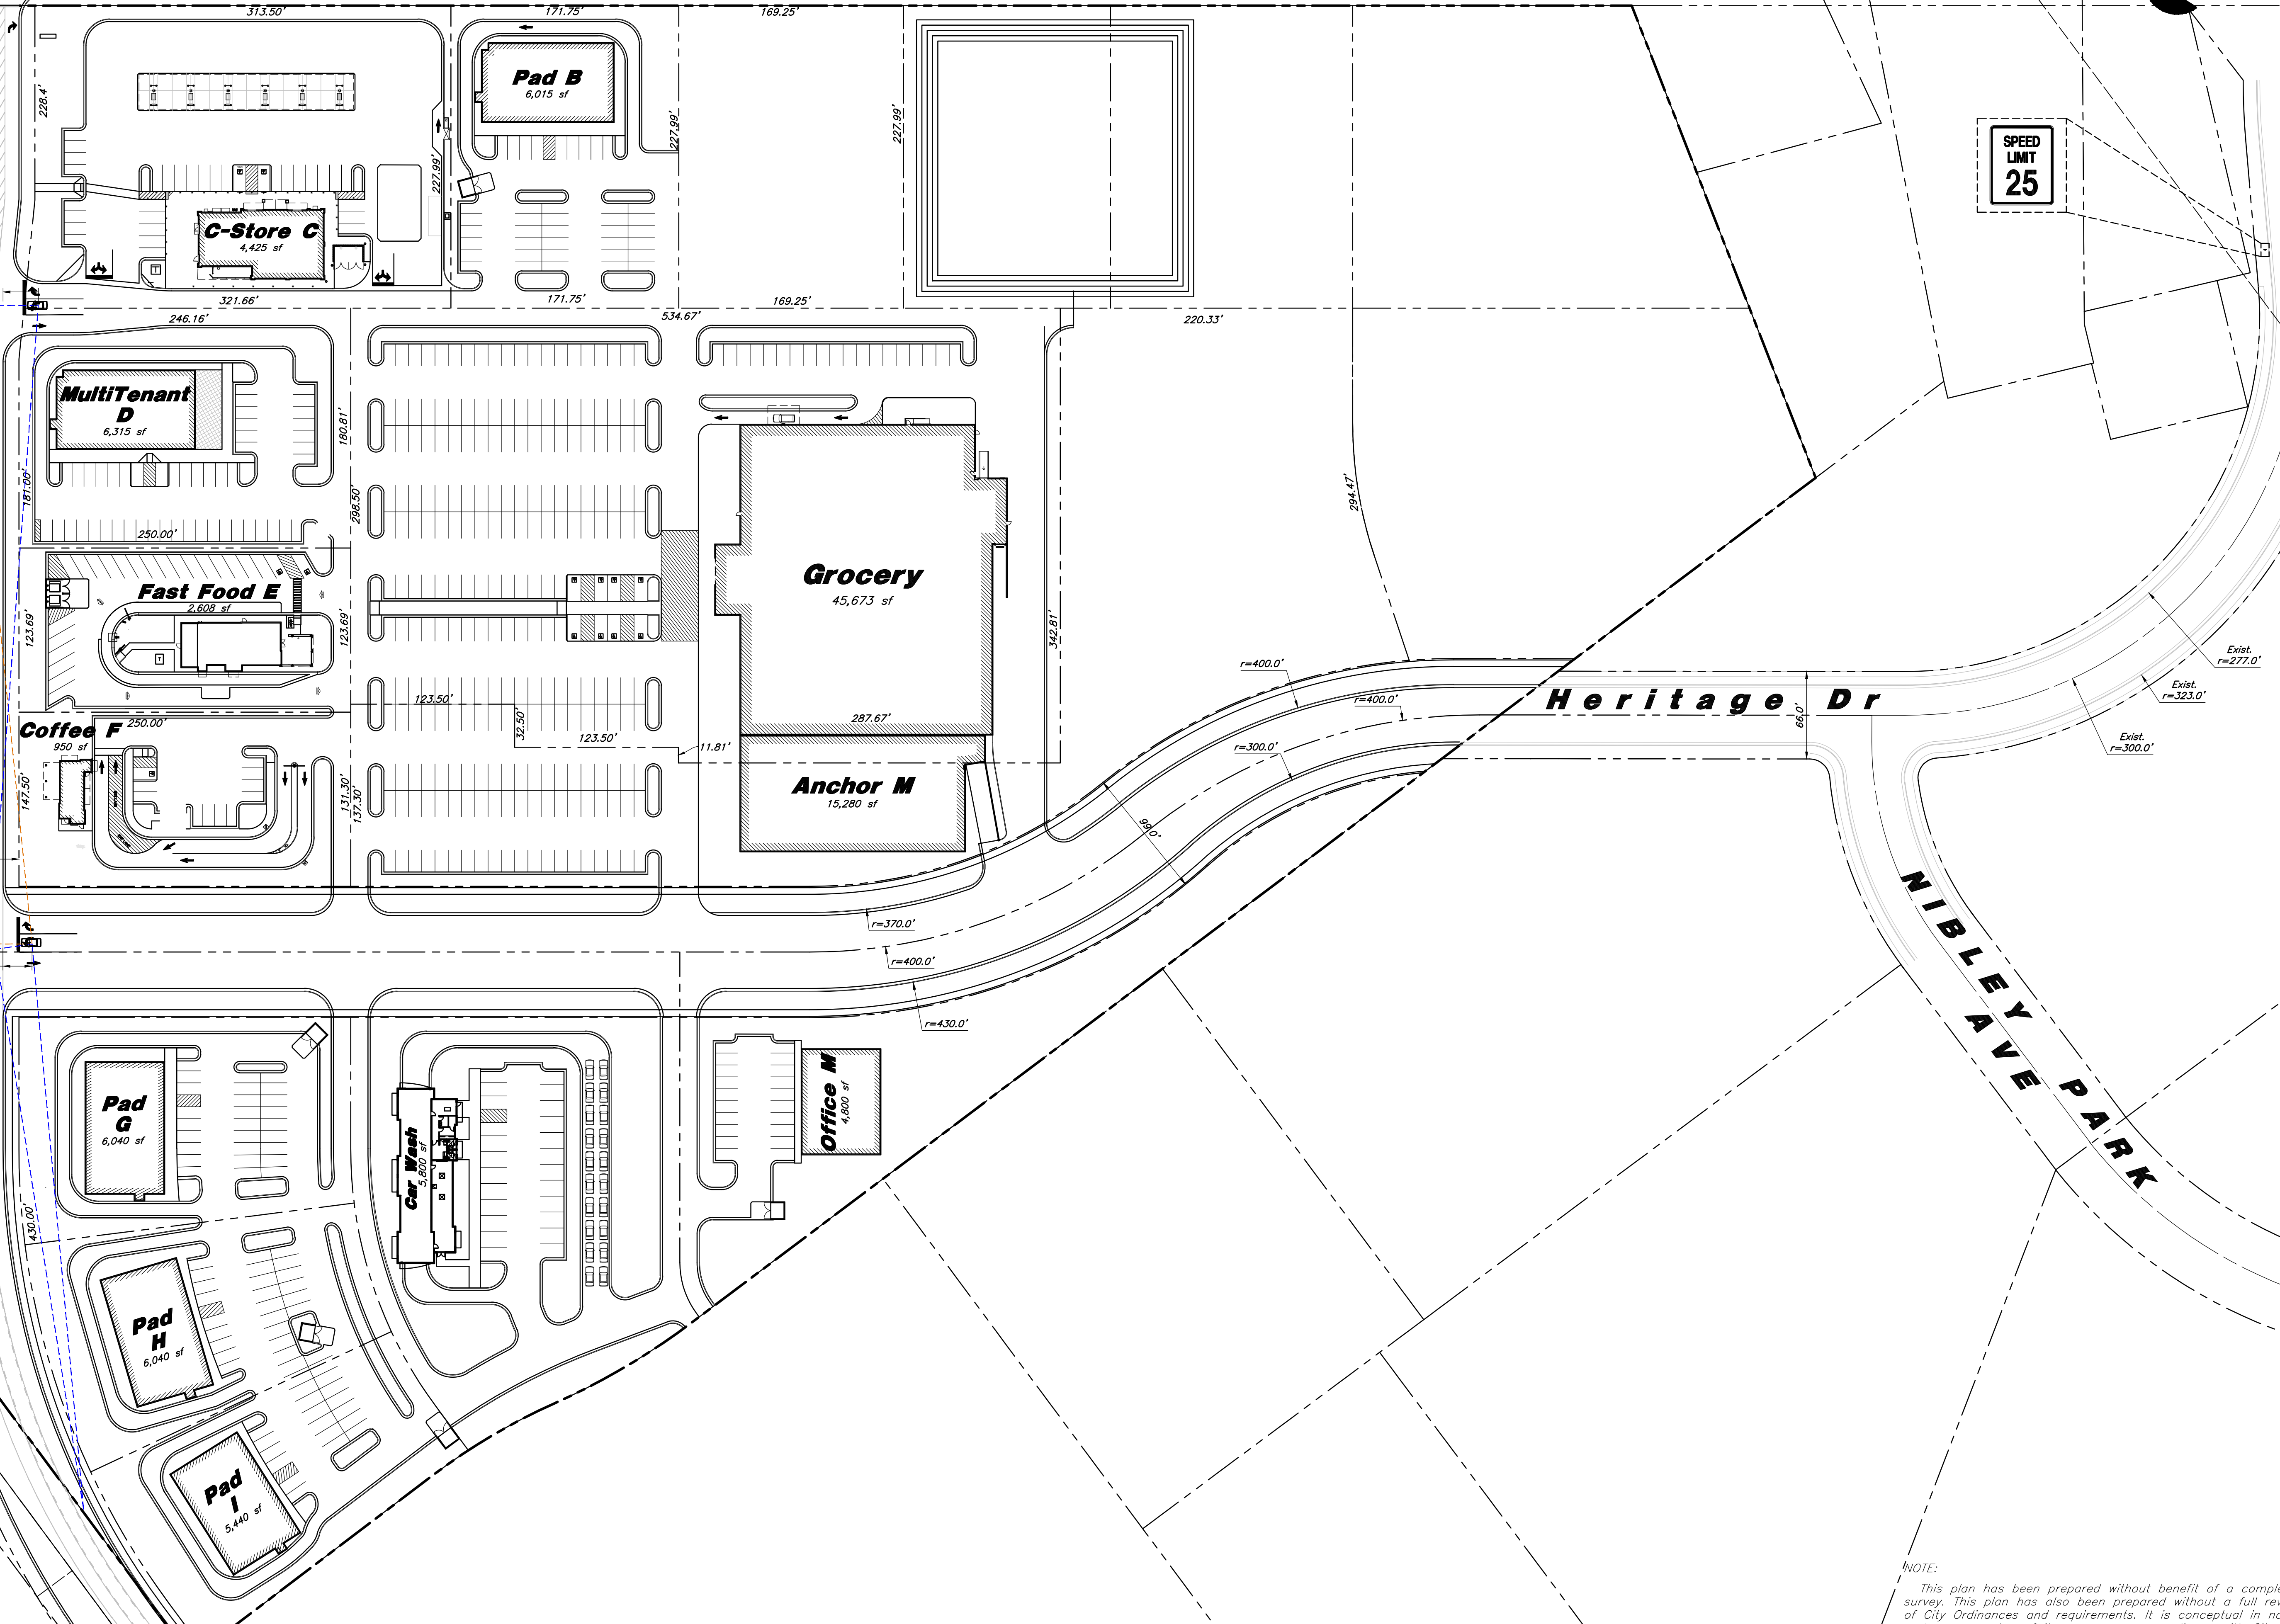 313.50'
171.75'
169.25'
228.4'
227.99'
227.99'
227.99'
Pad B
6,015 sf
C-Store C
4,425 sf
SPEED
LIMIT
25
321.66'
171.75'
169.25'
246.16'
534.67'
220.33'
MultiTenant
D
6,315 sf
181.00'
180.81'
298.50'
250.00'
294.47'
Fast Food E
2,608 sf
123.69'
123.69'
Grocery
45,673 sf
342.81'
123.50'
32.50'
123.50'
11.81'
287.67'
Coffee F
250.00'
950 sf
147.50'
131.30'
137.30'
Anchor M
15,280 sf
r=400.0'
r=400.0'
r=300.0'
99.0'
Heritage Dr
66.0'
Exist.
r=277.0'
Exist.
r=323.0'
Exist.
r=300.0'
r=370.0'
r=400.0'
r=430.0'
NIBLEY PARK
AVE
Pad
G
6,040 sf
430.00'
Car Wash
5,800 sf
Office M
4,800 sf
Pad
H
6,040 sf
Pad
I
5,440 sf
NOTE:
This plan has been prepared without benefit of a
survey. This plan has also been prepared without a full
of City Ordinances and requirements. It is conceptual in